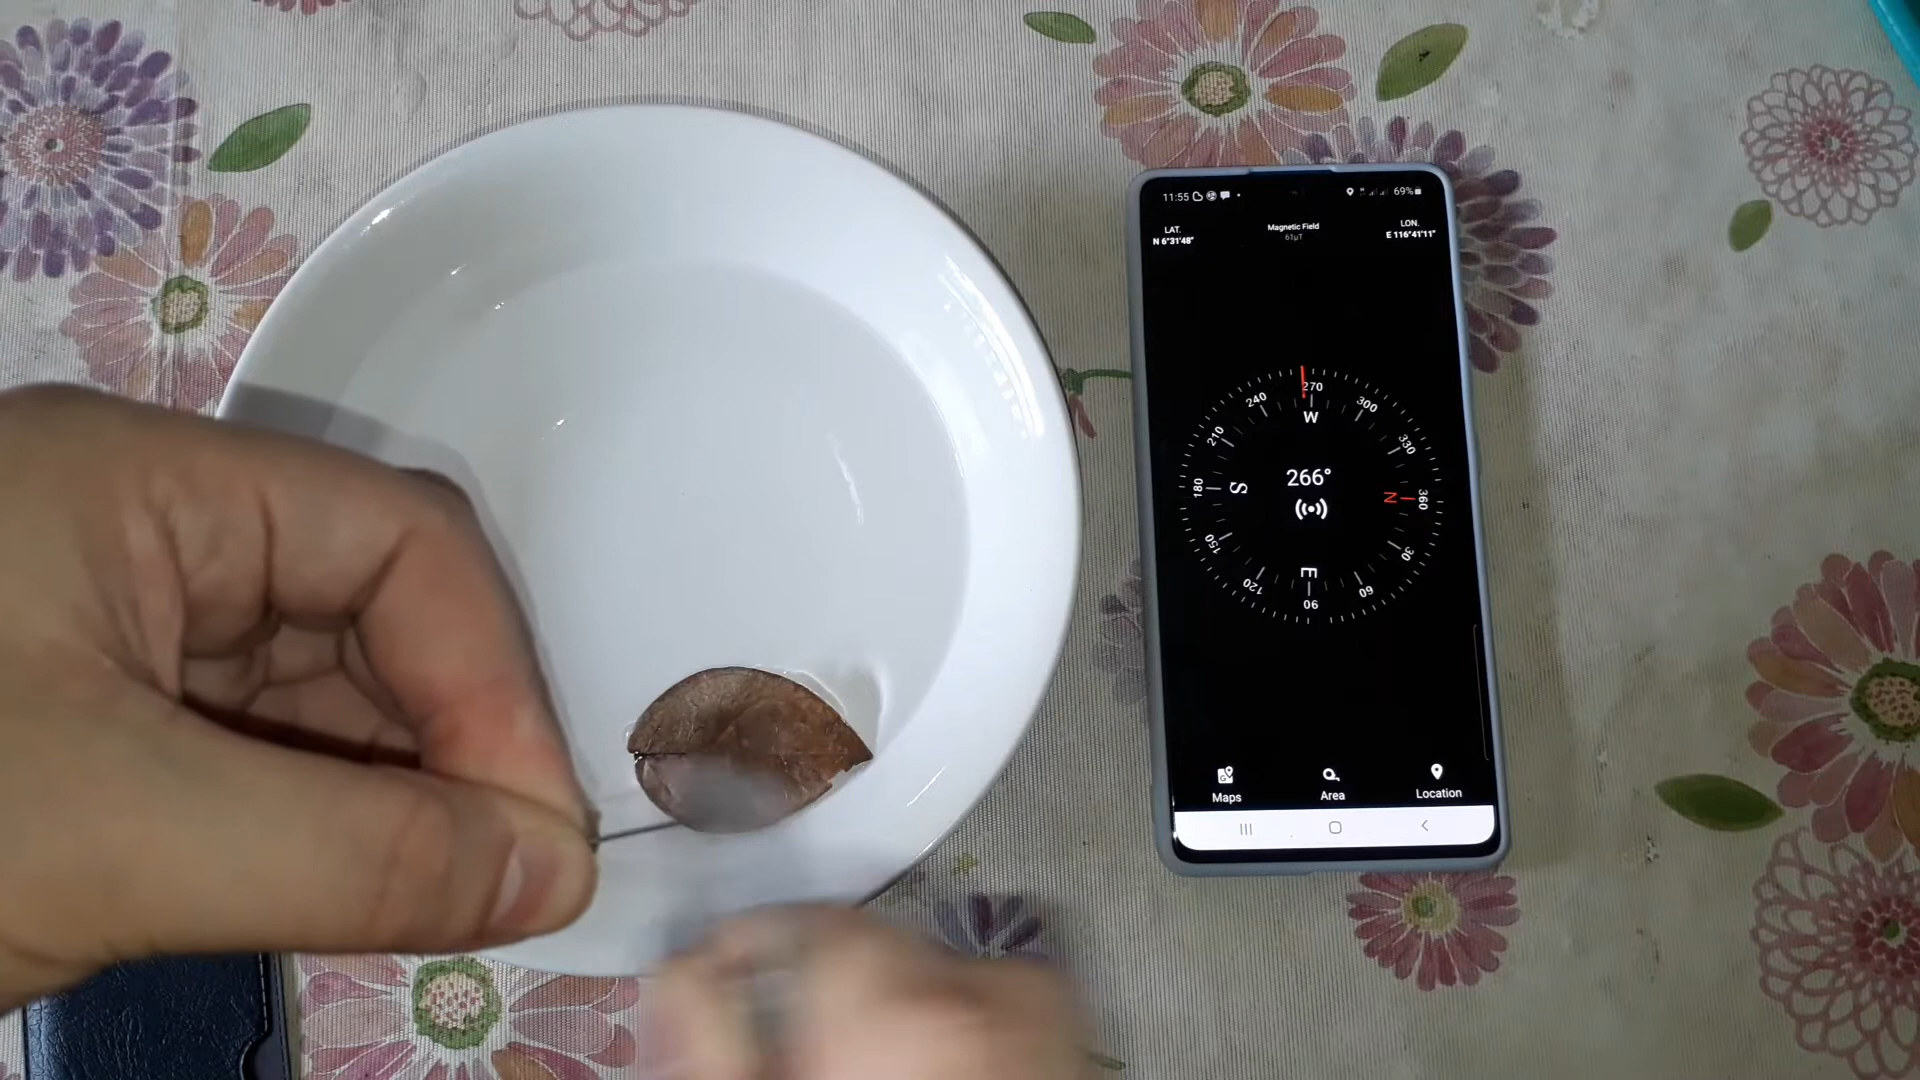 11:55 69%
LAT. Magnetic Field LON.
N 6°31'48" 61µT E 116°41'11"
270
240 300
W
210 330
266°
180 S N 360
150 30
E
120 60
90
Maps Area Location